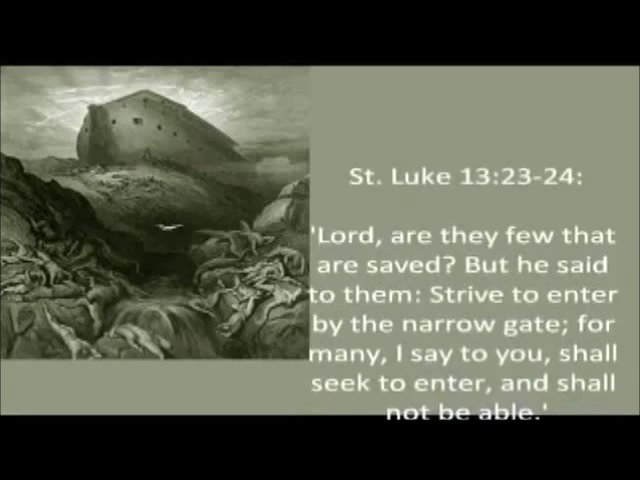 St. Luke 13:23-24:
'Lord, are they few that
are saved? But he said
to them: Strive to enter
by the narrow gate; for
many, I say to you, shall
seek to enter, and shall
not be able.'